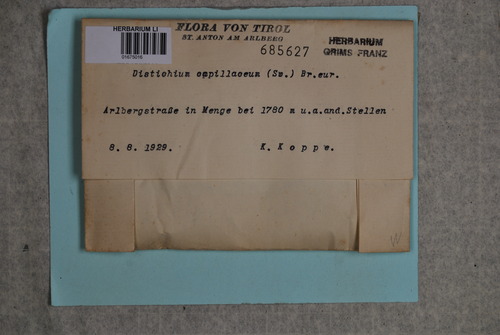 HERBARIUM LI
01675016
FLORA VON TIROL
ST. ANTON AM ARLBERG
685627
HERBARIUM
GRIMS FRANZ
Distichium capillaceum (Sw.) Br.eur.
Arlbergstraße in Menge bei 1780 m u.a.and.Stellen
8. 8. 1929. K. Koppe.
W